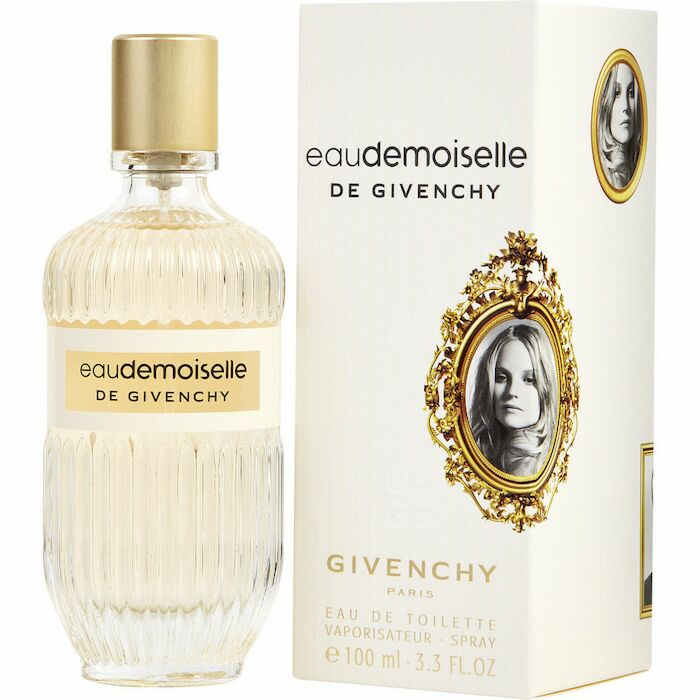 eaudemoiselle
DE GIVENCHY
eaudemoiselle
DE GIVENCHY
GIVENCHY
PARIS
EAU DE TOILETTE
VAPORISATEUR - SPRAY
e 100 ml - 3.3 FL.OZ